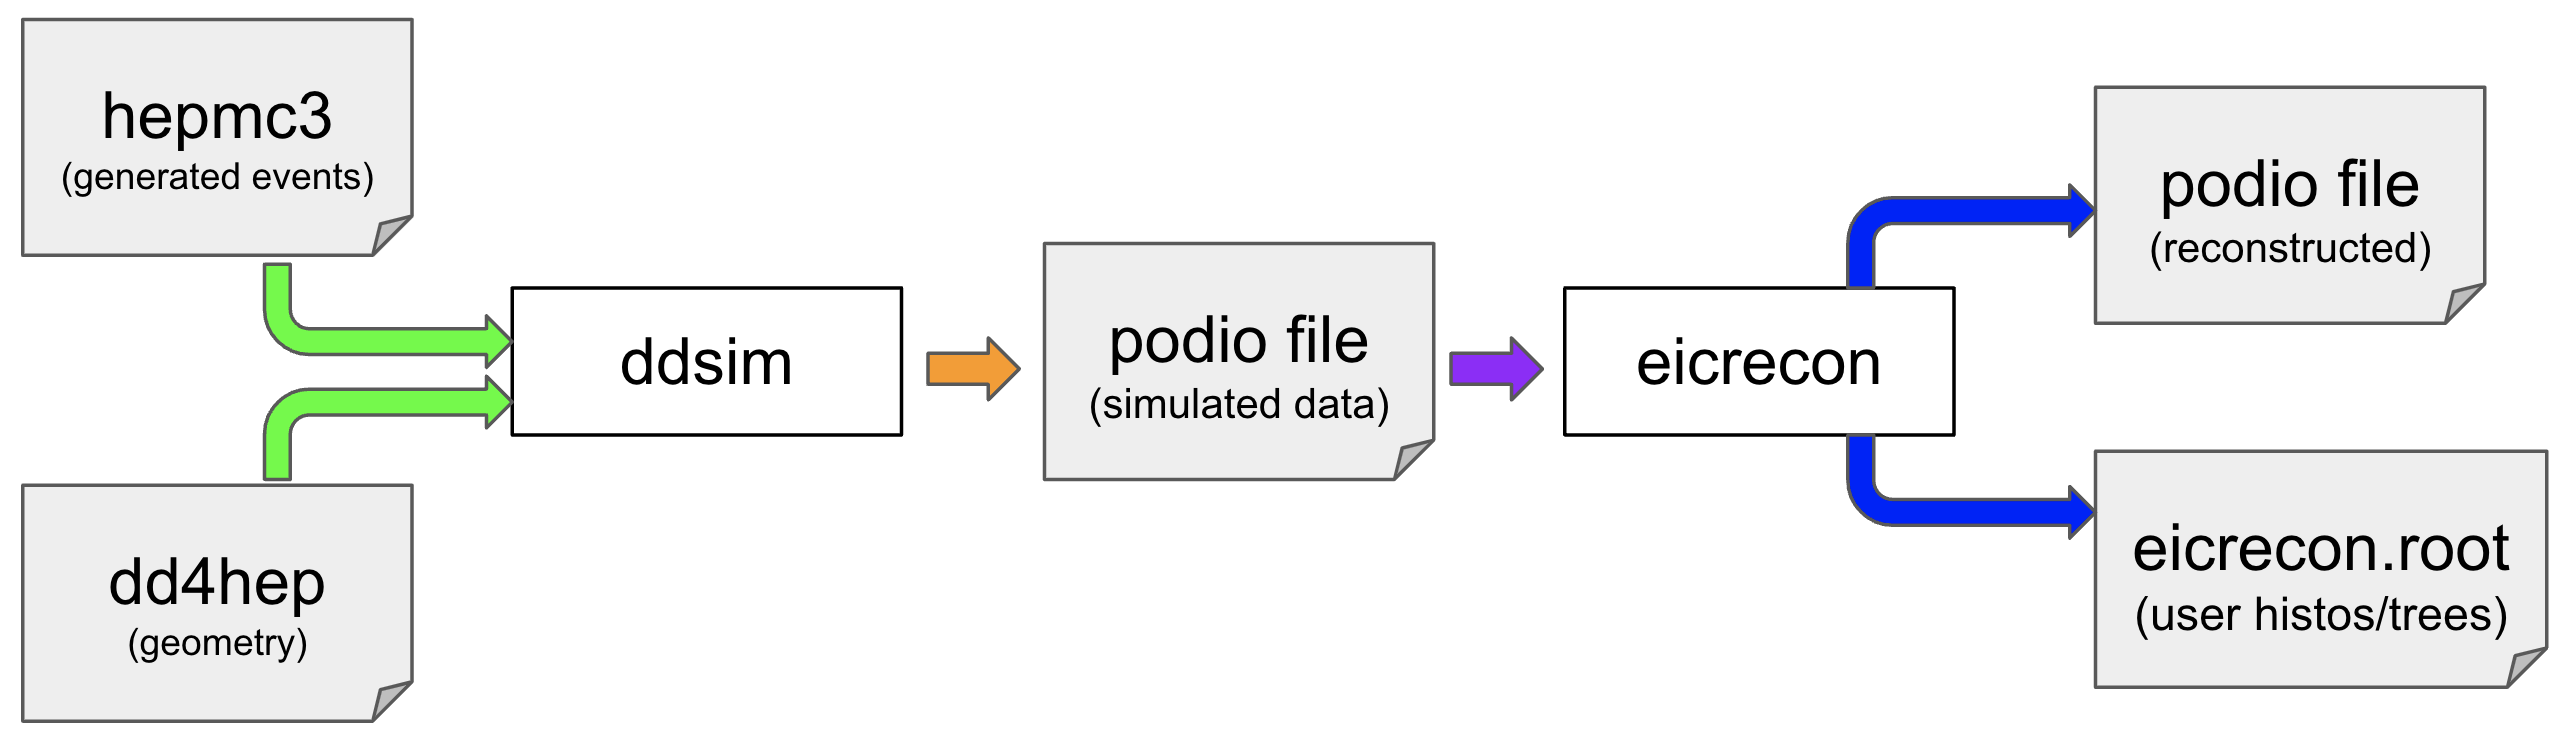 hepmc3
(generated events)
dd4hep
(geometry)
ddsim
podio file
(simulated data)
eicrecon
podio file
(reconstructed)
eicrecon.root
(user histos/trees)